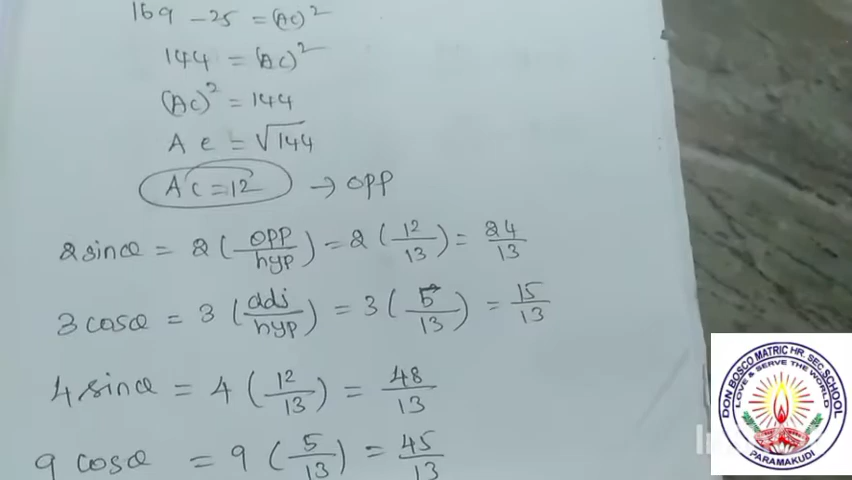 169 - 25 = (AC)²
144 = (AC)²
(AC)² = 144
AC = √144
AC = 12 → opp
2 sinθ = 2 (opp/hyp) = 2 (12/13) = 24/13
3 cosθ = 3 (adj/hyp) = 3 (5/13) = 15/13
4 sinθ = 4 (12/13) = 48/13
9 cosθ = 9 (5/13) = 45/13
DON BOSCO MATRIC HR. SEC SCHOOL
LOVE & SERVE THE WORLD
PARAMAKUDI